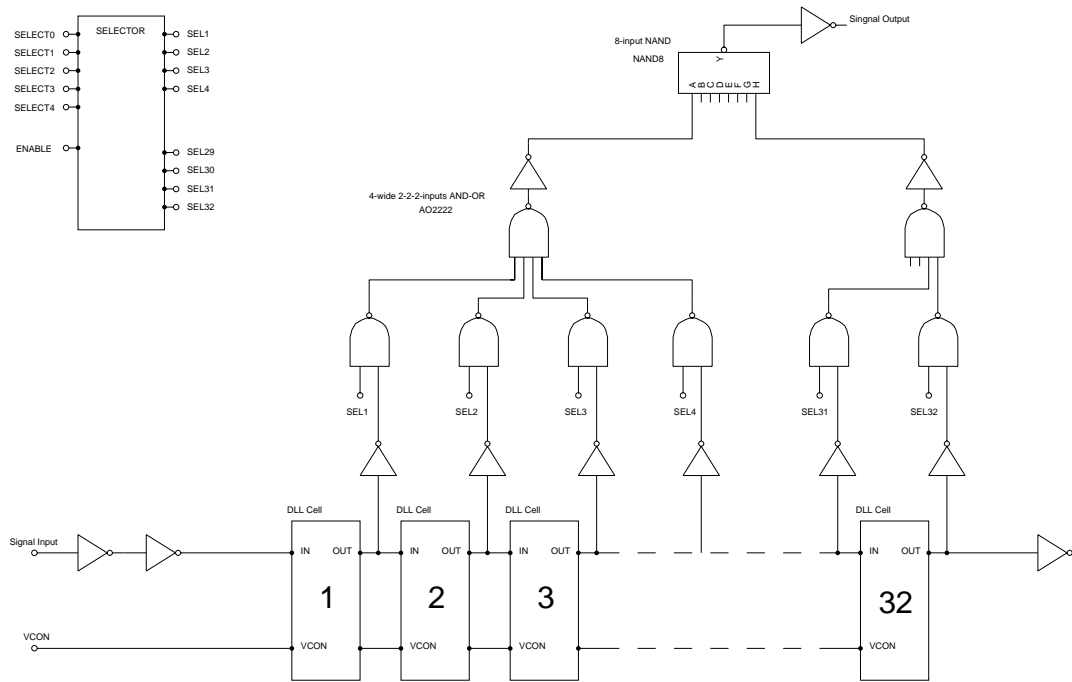 SELECTOR
SELECT0
SELECT1
SELECT2
SELECT3
SELECT4
ENABLE
SEL1
SEL2
SEL3
SEL4
SEL29
SEL30
SEL31
SEL32
Singnal Output
8-input NAND
NAND8
Y
A B C D E F G H
4-wide 2-2-2-inputs AND-OR
AO2222
SEL1
SEL2
SEL3
SEL4
SEL31
SEL32
DLL Cell
DLL Cell
DLL Cell
DLL Cell
Signal Input
IN OUT
IN OUT
IN OUT
IN OUT
1
2
3
32
VCON
VCON
VCON
VCON
VCON